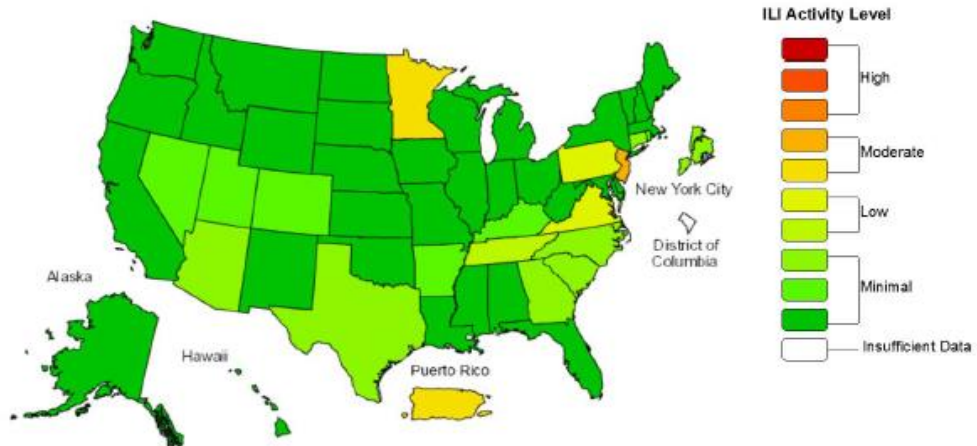 ILI Activity Level
High
Moderate
Low
Minimal
Insufficient Data
New York City
District of
Columbia
Alaska
Hawaii
Puerto Rico